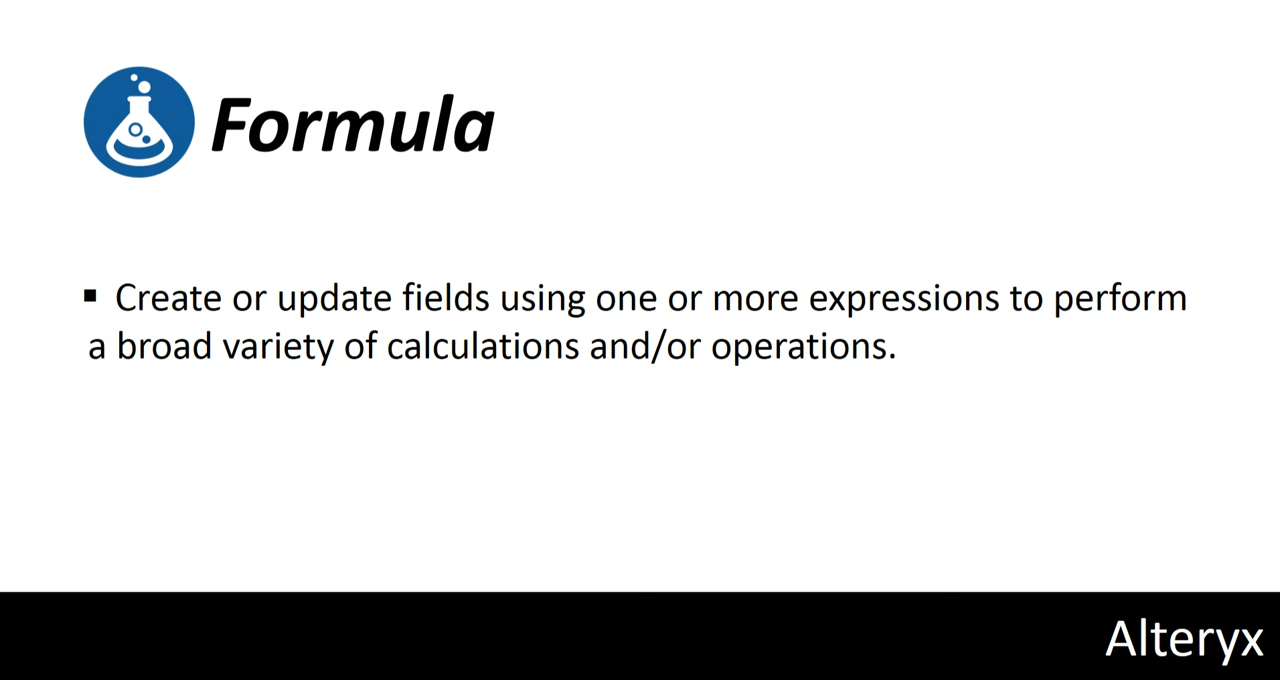 Formula
▪ Create or update fields using one or more expressions to perform
a broad variety of calculations and/or operations.
Alteryx